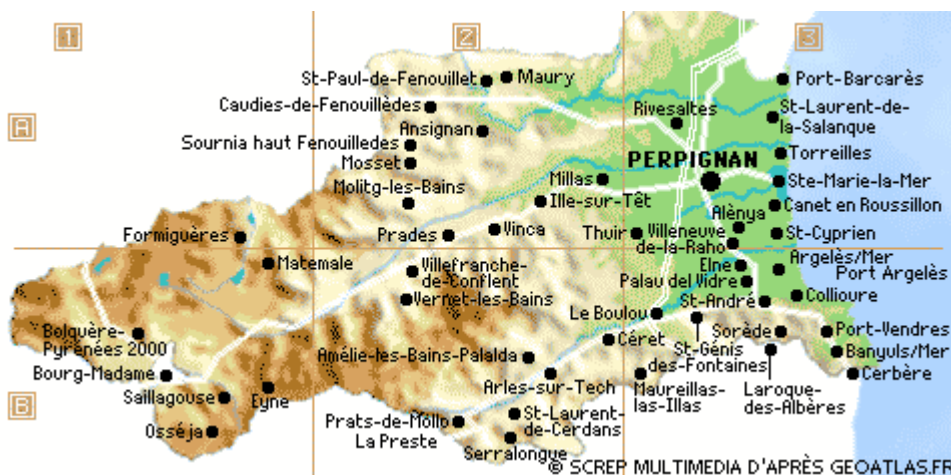 1
2
3
A
B
St-Paul-de-Fenouillet
Maury
Port-Barcarès
Caudies-de-Fenouillèdes
Rivesaltes
St-Laurent-de-
la-Salanque
Ansignan
Sournia haut Fenouilledes
Mosset
PERPIGNAN
Torreilles
Molitg-les-Bains
Millas
Ste-Marie-la-Mer
Ille-sur-Têt
Canet en Roussillon
Alènya
Formiguères
Prades
Vinca
Thuir
Villeneuve
de-la-Raho
St-Cyprien
Matemale
Villefranche-
de-Conflent
Elne
Argelès/Mer
Port Argelès
Palau del Vidre
Vernet-les-Bains
St-André
Collioure
Le Boulou
Bolquère-
Pyrénées 2000
Céret
St-Génis
des-Fontaines
Sorède
Port-Vendres
Amélie-les-Bains-Palalda
Banyuls/Mer
Bourg-Madame
Arles-sur-Tech
Maureillas-
las-Illas
Laroque-
des-Albères
Cerbère
Saillagouse
Eyne
Prats-de-Mollo
La Preste
St-Laurent-
de-Cerdans
Osséja
Serralongue
© SCREP MULTIMEDIA D'APRÈS GEOATLAS.FR